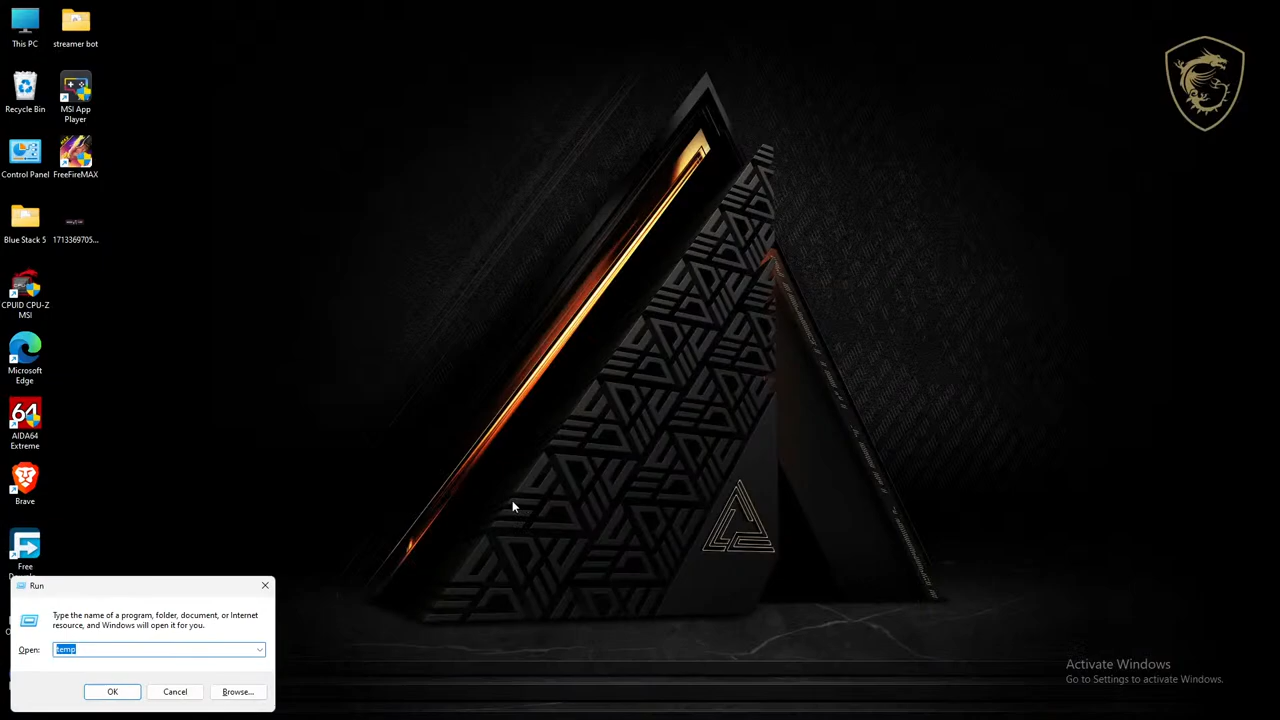 This PC
streamer bot
Recycle Bin
MSI App
Player
Control Panel
FreeFireMAX
Blue Stack 5
1713369705...
CPUID CPU-Z
MSI
Microsoft
Edge
64
AIDA64
Extreme
Brave
Free
Run
Type the name of a program, folder, document, or Internet
resource, and Windows will open it for you.
Open:
temp
OK
Cancel
Browse...
Activate Windows
Go to Settings to activate Windows.